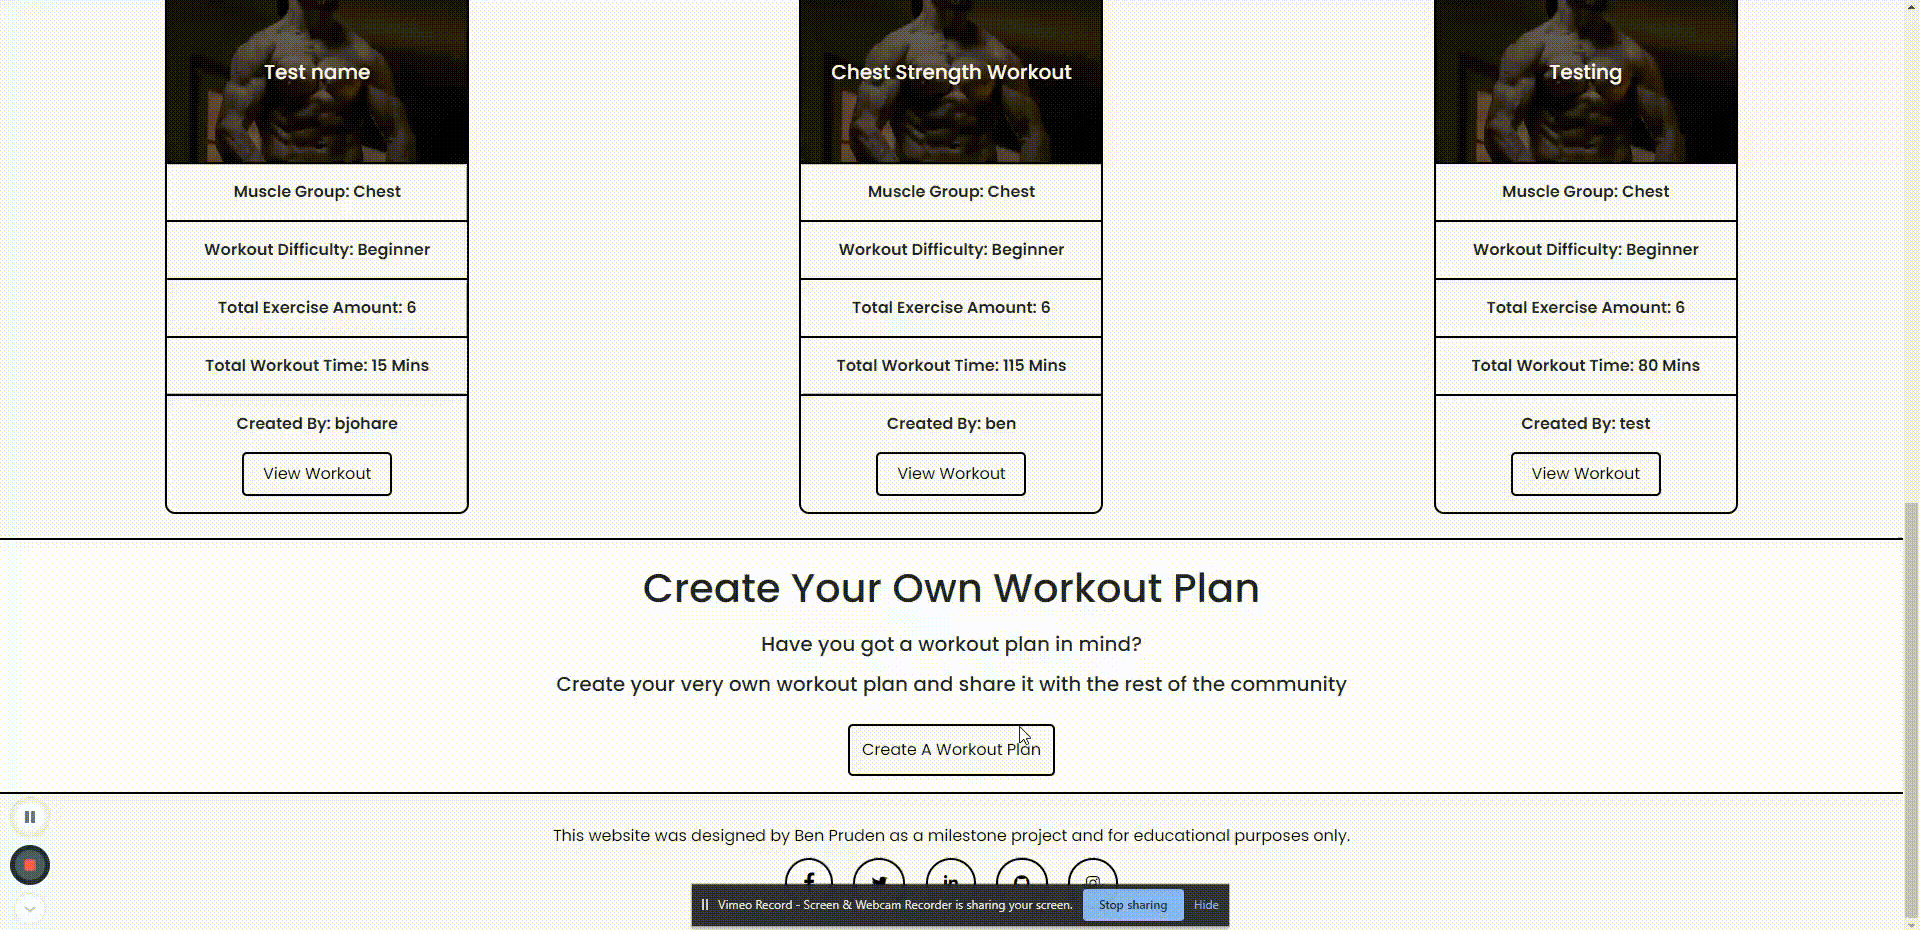 Test name
Chest Strength Workout
Testing
Muscle Group: Chest
Muscle Group: Chest
Muscle Group: Chest
Workout Difficulty: Beginner
Workout Difficulty: Beginner
Workout Difficulty: Beginner
Total Exercise Amount: 6
Total Exercise Amount: 6
Total Exercise Amount: 6
Total Workout Time: 15 Mins
Total Workout Time: 115 Mins
Total Workout Time: 80 Mins
Created By: bjohare
Created By: ben
Created By: test
View Workout
View Workout
View Workout
Create Your Own Workout Plan
Have you got a workout plan in mind?
Create your very own workout plan and share it with the rest of the community
Create A Workout Plan
This website was designed by Ben Pruden as a milestone project and for educational purposes only.
Vimeo Record - Screen & Webcam Recorder is sharing your screen.
Stop sharing
Hide